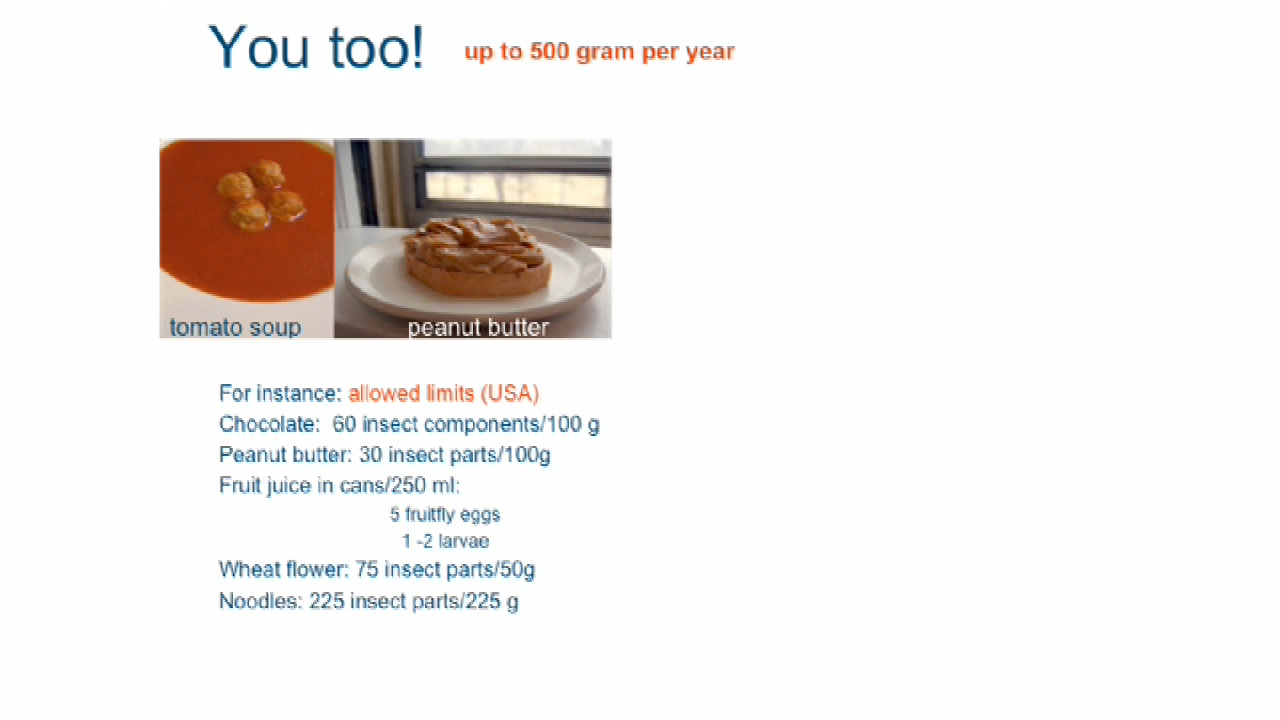 You too! up to 500 gram per year
tomato soup
peanut butter
For instance: allowed limits (USA)
Chocolate: 60 insect components/100 g
Peanut butter: 30 insect parts/100g
Fruit juice in cans/250 ml:
5 fruitfly eggs
1 -2 larvae
Wheat flower: 75 insect parts/50g
Noodles: 225 insect parts/225 g